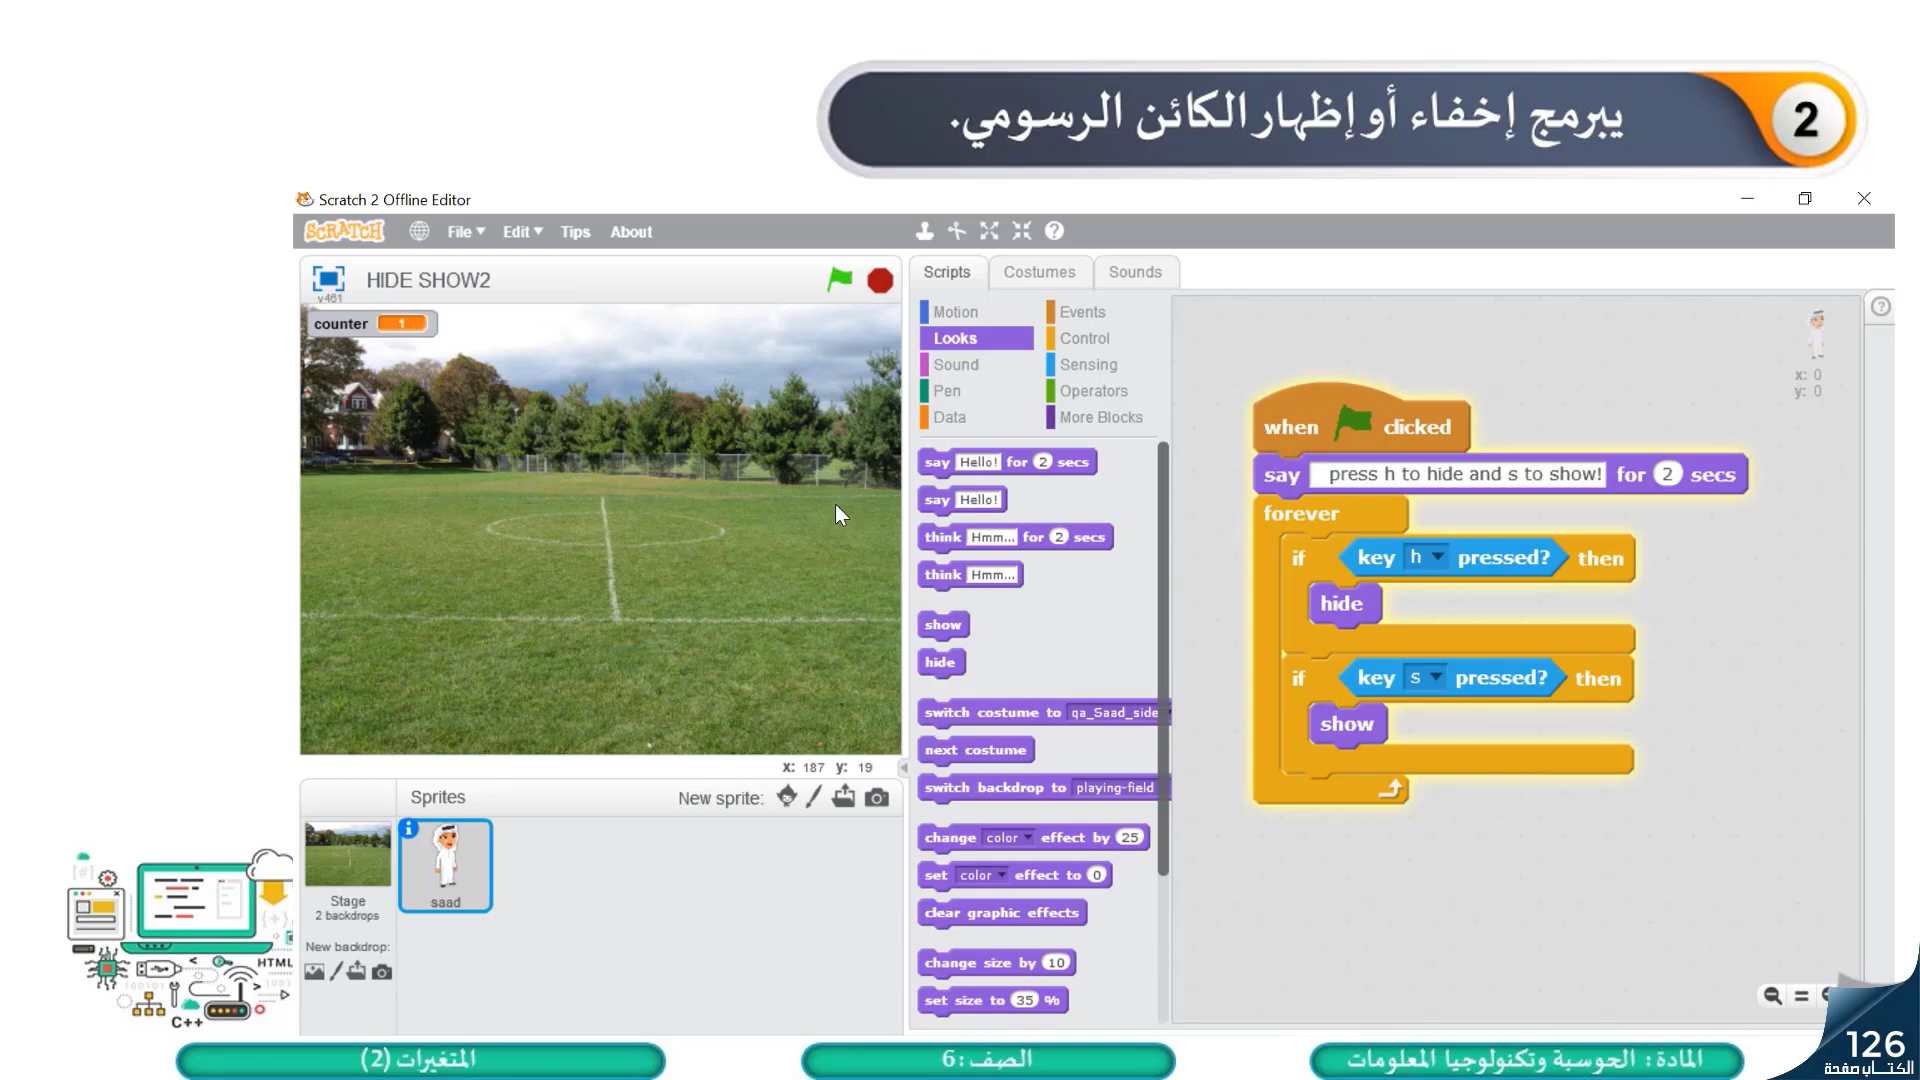 يبرمج إخفاء أو إظهار الكائن الرسومي.
2
Scratch 2 Offline Editor
SCRATCH
File
Edit
Tips
About
HIDE SHOW2
v461
counter 1
x: 187 y: 19
Sprites
New sprite:
Stage
2 backdrops
New backdrop:
saad
Scripts
Costumes
Sounds
Motion
Looks
Sound
Pen
Data
Events
Control
Sensing
Operators
More Blocks
say Hello! for 2 secs
say Hello!
think Hmm... for 2 secs
think Hmm...
show
hide
switch costume to qa_Saad_side
next costume
switch backdrop to playing-field
change color effect by 25
set color effect to 0
clear graphic effects
change size by 10
set size to 35 %
x: 0
y: 0
when clicked
say press h to hide and s to show! for 2 secs
forever
if key h pressed? then
hide
if key s pressed? then
show
HTML
C++
المادة: الحوسبة وتكنولوجيا المعلومات
الصف: 6
المتغيرات (2)
126
الكتاب صفحة